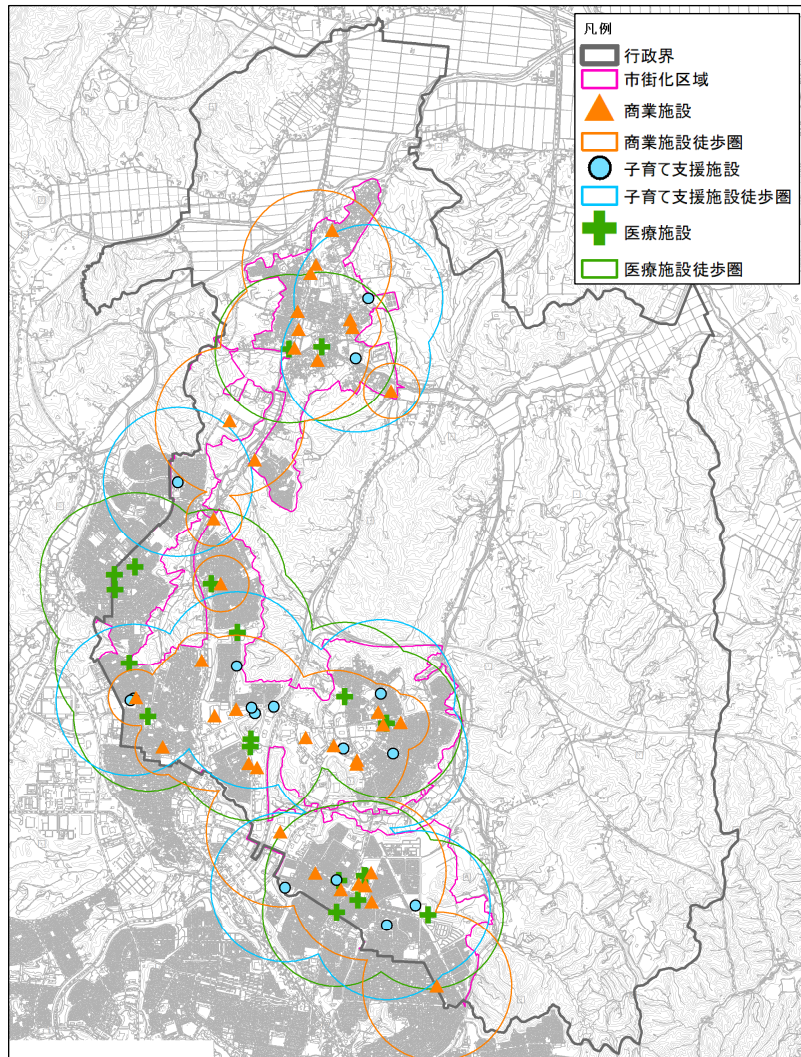 凡例
行政界
市街化区域
商業施設
商業施設徒歩圏
子育て支援施設
子育て支援施設徒歩圏
医療施設
医療施設徒歩圏